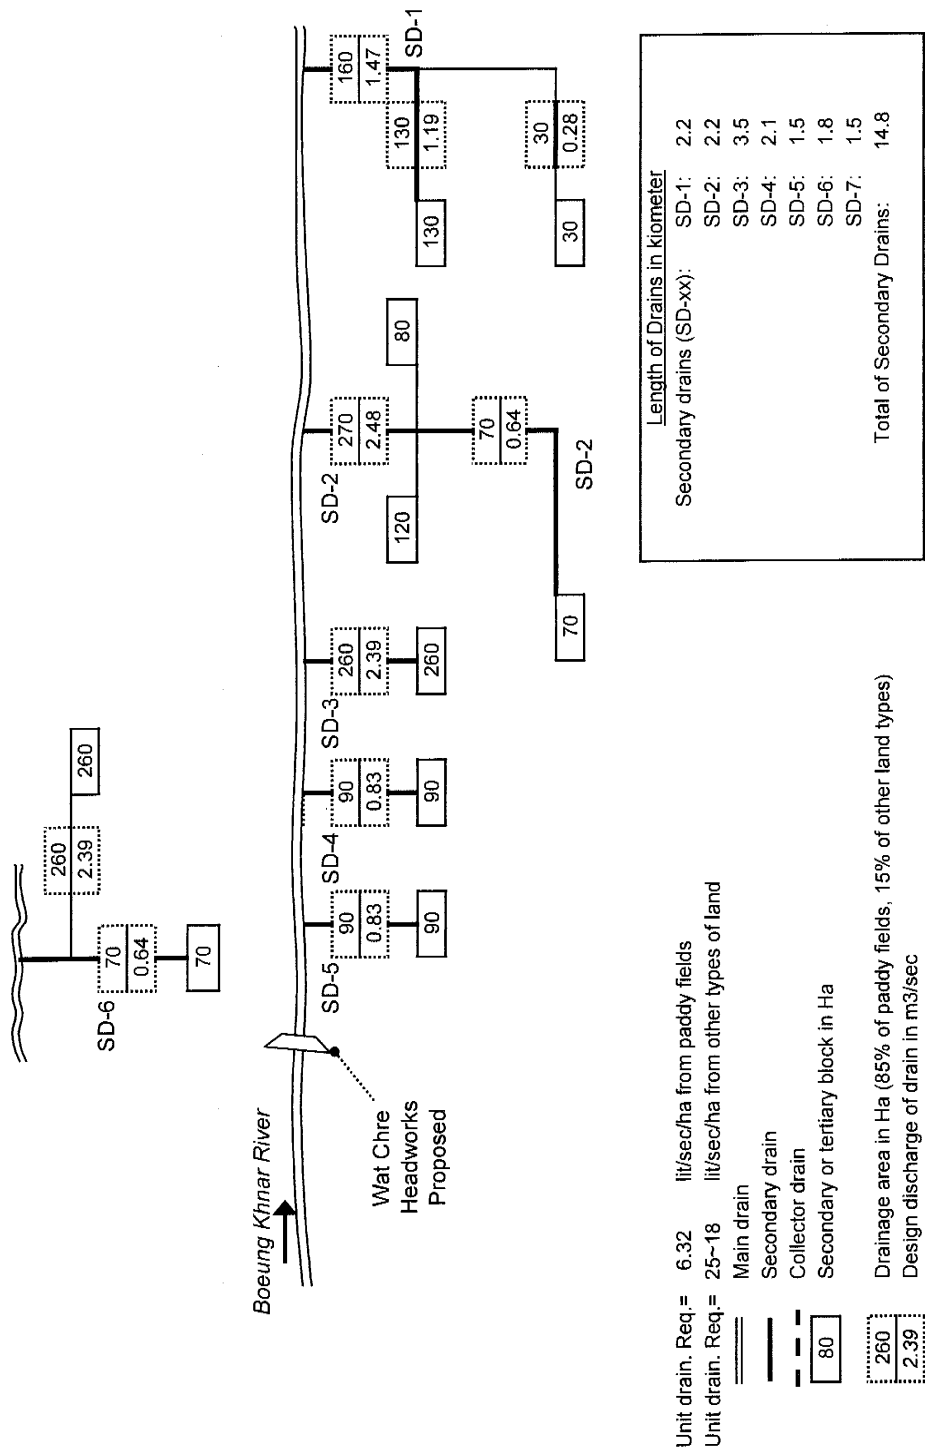 260
2.39
260
SD-6
70
0.64
70
Boeung Khnar River
Wat Chre
Headworks
Proposed
SD-5
90
0.83
90
SD-4
90
0.83
90
SD-3
260
2.39
260
SD-2
270
2.48
120
80
70
0.64
SD-2
70
160
1.47
SD-1
130
1.19
130
30
0.28
30
Unit drain. Req.= 6.32 lit/sec/ha from paddy fields
Unit drain. Req.= 25~18 lit/sec/ha from other types of land
Main drain
Secondary drain
Collector drain
80 Secondary or tertiary block in Ha
260 Drainage area in Ha (85% of paddy fields, 15% of other land types)
2.39 Design discharge of drain in m3/sec
Length of Drains in kiometer
Secondary drains (SD-xx): SD-1: 2.2
SD-2: 2.2
SD-3: 3.5
SD-4: 2.1
SD-5: 1.5
SD-6: 1.8
SD-7: 1.5
Total of Secondary Drains: 14.8